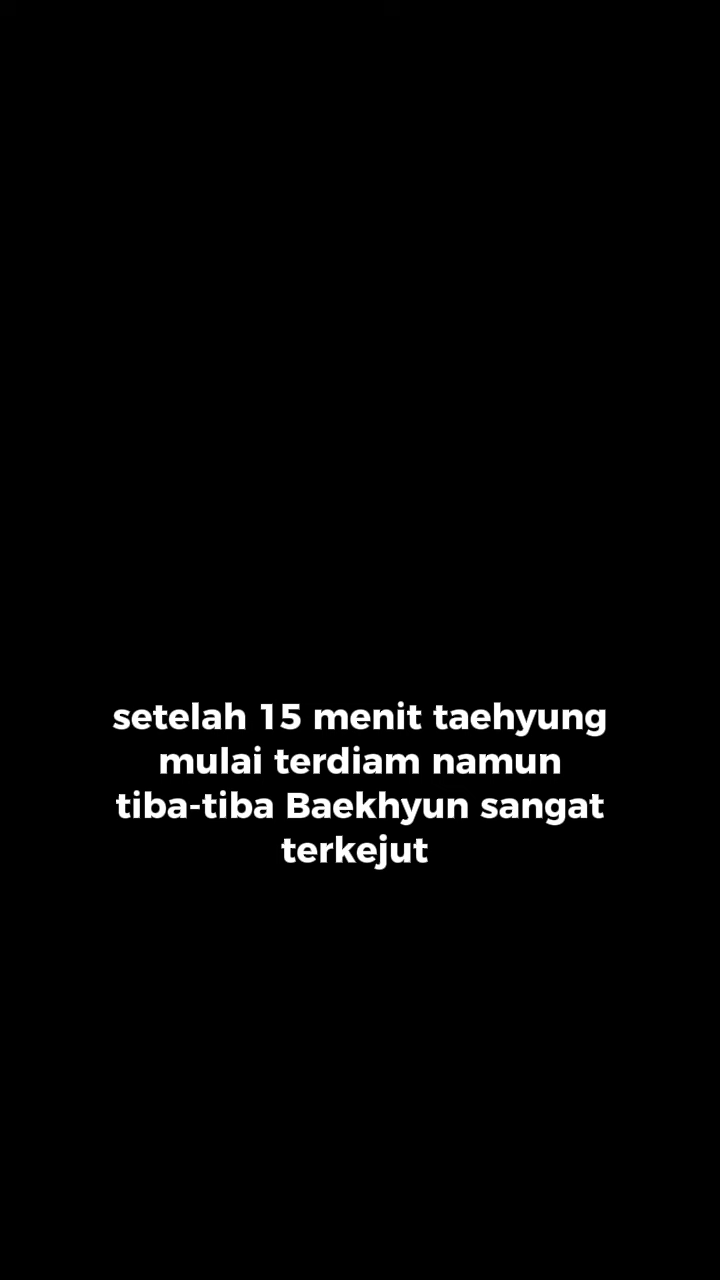 setelah 15 menit taehyung
mulai terdiam namun
tiba-tiba Baekhyun sangat
terkejut